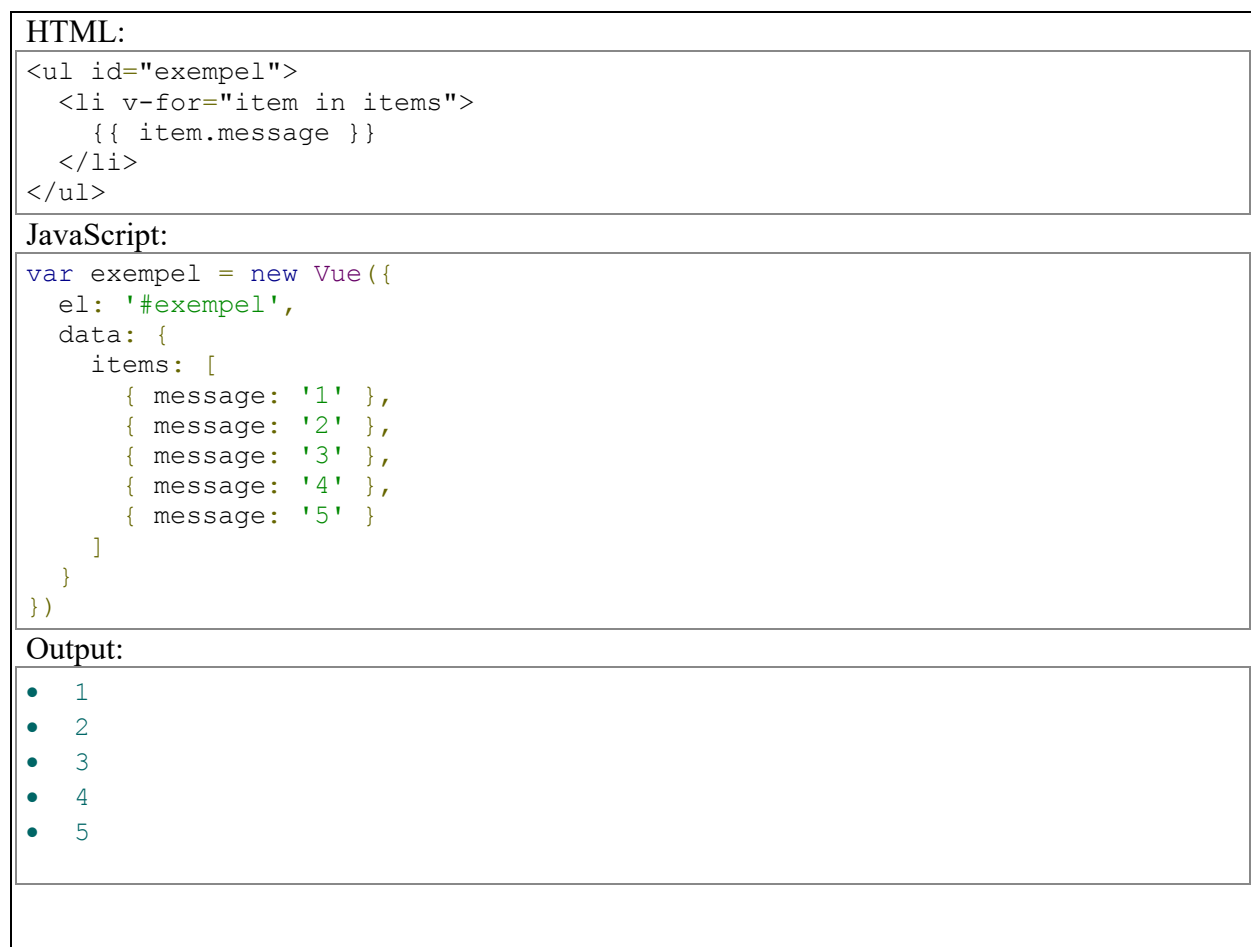 HTML:
<ul id="exempel">
  <li v-for="item in items">
    {{ item.message }}
  </li>
</ul>
JavaScript:
var exempel = new Vue({
  el: '#exempel',
  data: {
    items: [
      { message: '1' },
      { message: '2' },
      { message: '3' },
      { message: '4' },
      { message: '5' }
    ]
  }
})
Output:
• 1
• 2
• 3
• 4
• 5